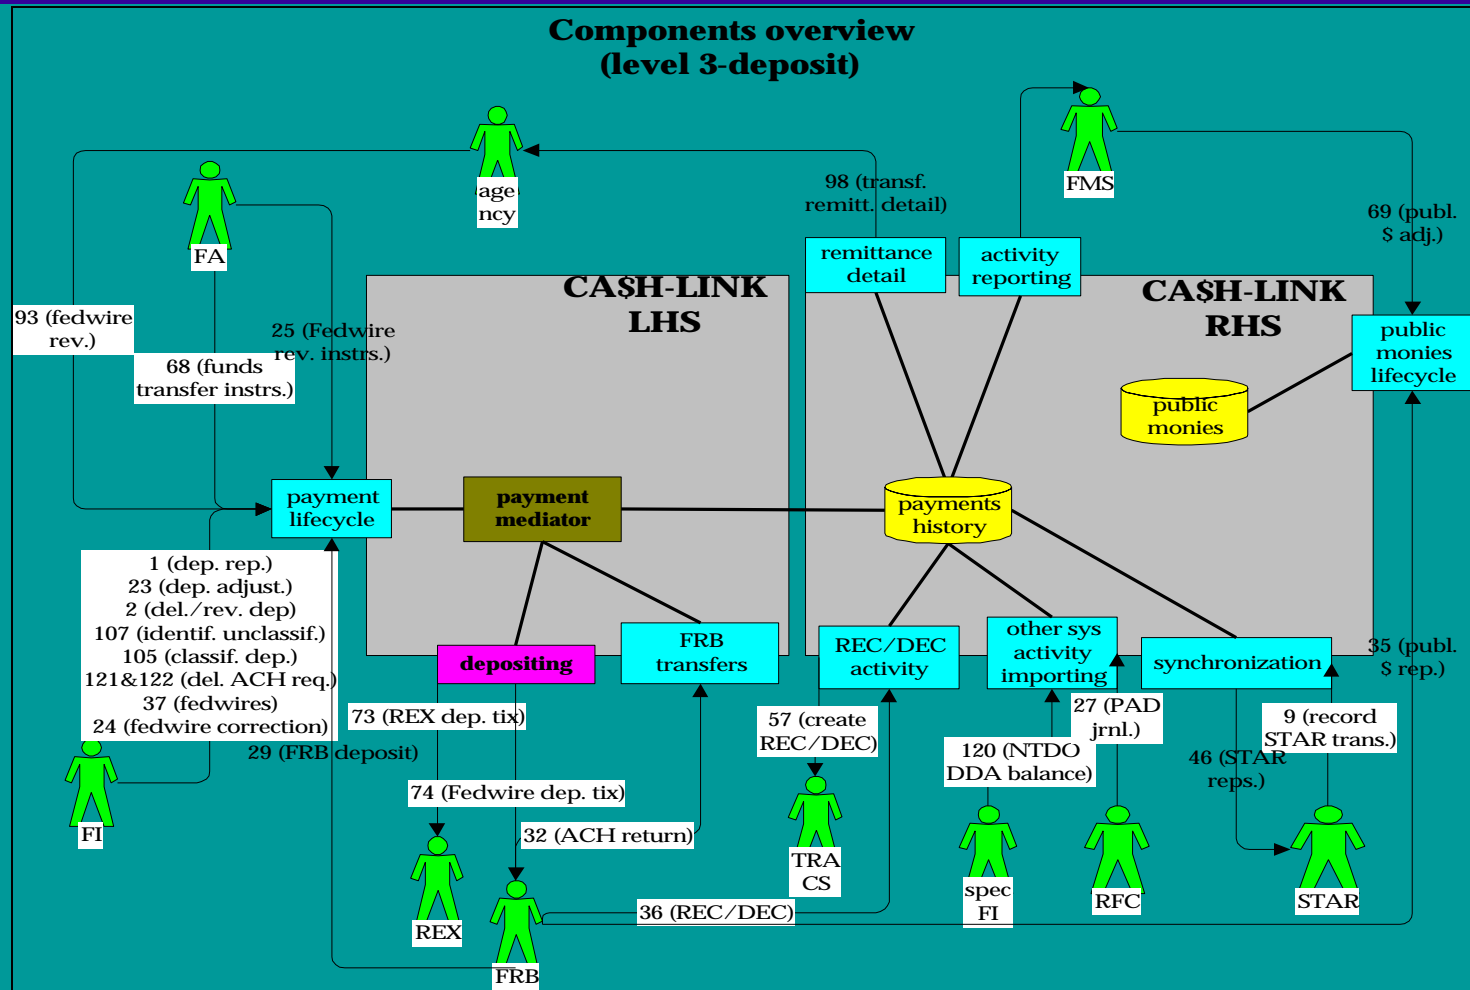 Components overview
(level 3-deposit)
age
ncy
FA
FMS
98 (transf.
remitt. detail)
69 (publ.
$ adj.)
remittance
detail
activity
reporting
CA$H-LINK
LHS
CA$H-LINK
RHS
93 (fedwire
rev.)
25 (Fedwire
rev. instrs.)
68 (funds
transfer instrs.)
public
monies
lifecycle
public
monies
payment
lifecycle
payment
mediator
payments
history
1 (dep. rep.)
23 (dep. adjust.)
2 (del./rev. dep)
107 (identif. unclassif.)
105 (classif. dep.)
121&122 (del. ACH req.)
37 (fedwires)
24 (fedwire correction)
29 (FRB deposit)
FI
depositing
FRB
transfers
REC/DEC
activity
other sys
activity
importing
synchronization
35 (publ.
$ rep.)
73 (REX dep. tix)
57 (create
REC/DEC)
120 (NTDO
DDA balance)
27 (PAD
jrnl.)
46 (STAR
reps.)
9 (record
STAR trans.)
74 (Fedwire dep. tix)
32 (ACH return)
TRA
CS
spec
FI
RFC
STAR
36 (REC/DEC)
REX
FRB